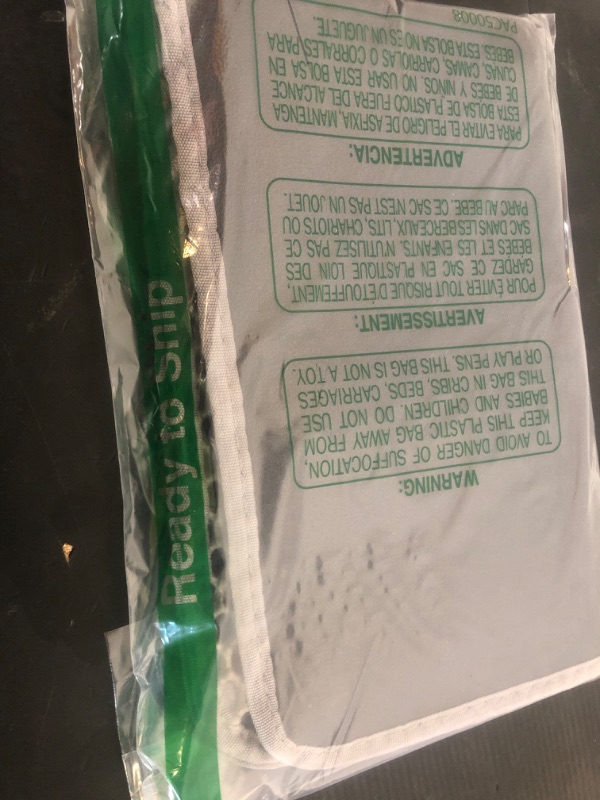 Ready to Ship
WARNING:
TO AVOID DANGER OF SUFFOCATION,
KEEP THIS PLASTIC BAG AWAY FROM
BABIES AND CHILDREN. DO NOT USE
THIS BAG IN CRIBS, BEDS, CARRIAGES
OR PLAY PENS. THIS BAG IS NOT A TOY.
AVERTISSEMENT:
POUR ÉVITER TOUT RISQUE D'ÉTOUFFEMENT,
GARDEZ CE SAC EN PLASTIQUE LOIN DES
BEBES ET LES ENFANTS. N'UTILISEZ PAS CE
SAC DANS LES BERCEAUX, LITS, CHARIOTS OU
PARC AU BEBE. CE SAC N'EST PAS UN JOUET.
ADVERTENCIA:
PARA EVITAR EL PELIGRO DE ASFIXIA, MANTENGA
ESTA BOLSA DE PLASTICO FUERA DEL ALCANCE
DE BEBES Y NINOS. NO USAR ESTA BOLSA EN
CUNAS, CAMAS, CARRIOLAS O CORRALES PARA
BEBES. ESTA BOLSA NO ES UN JUGUETE.
PAC50008